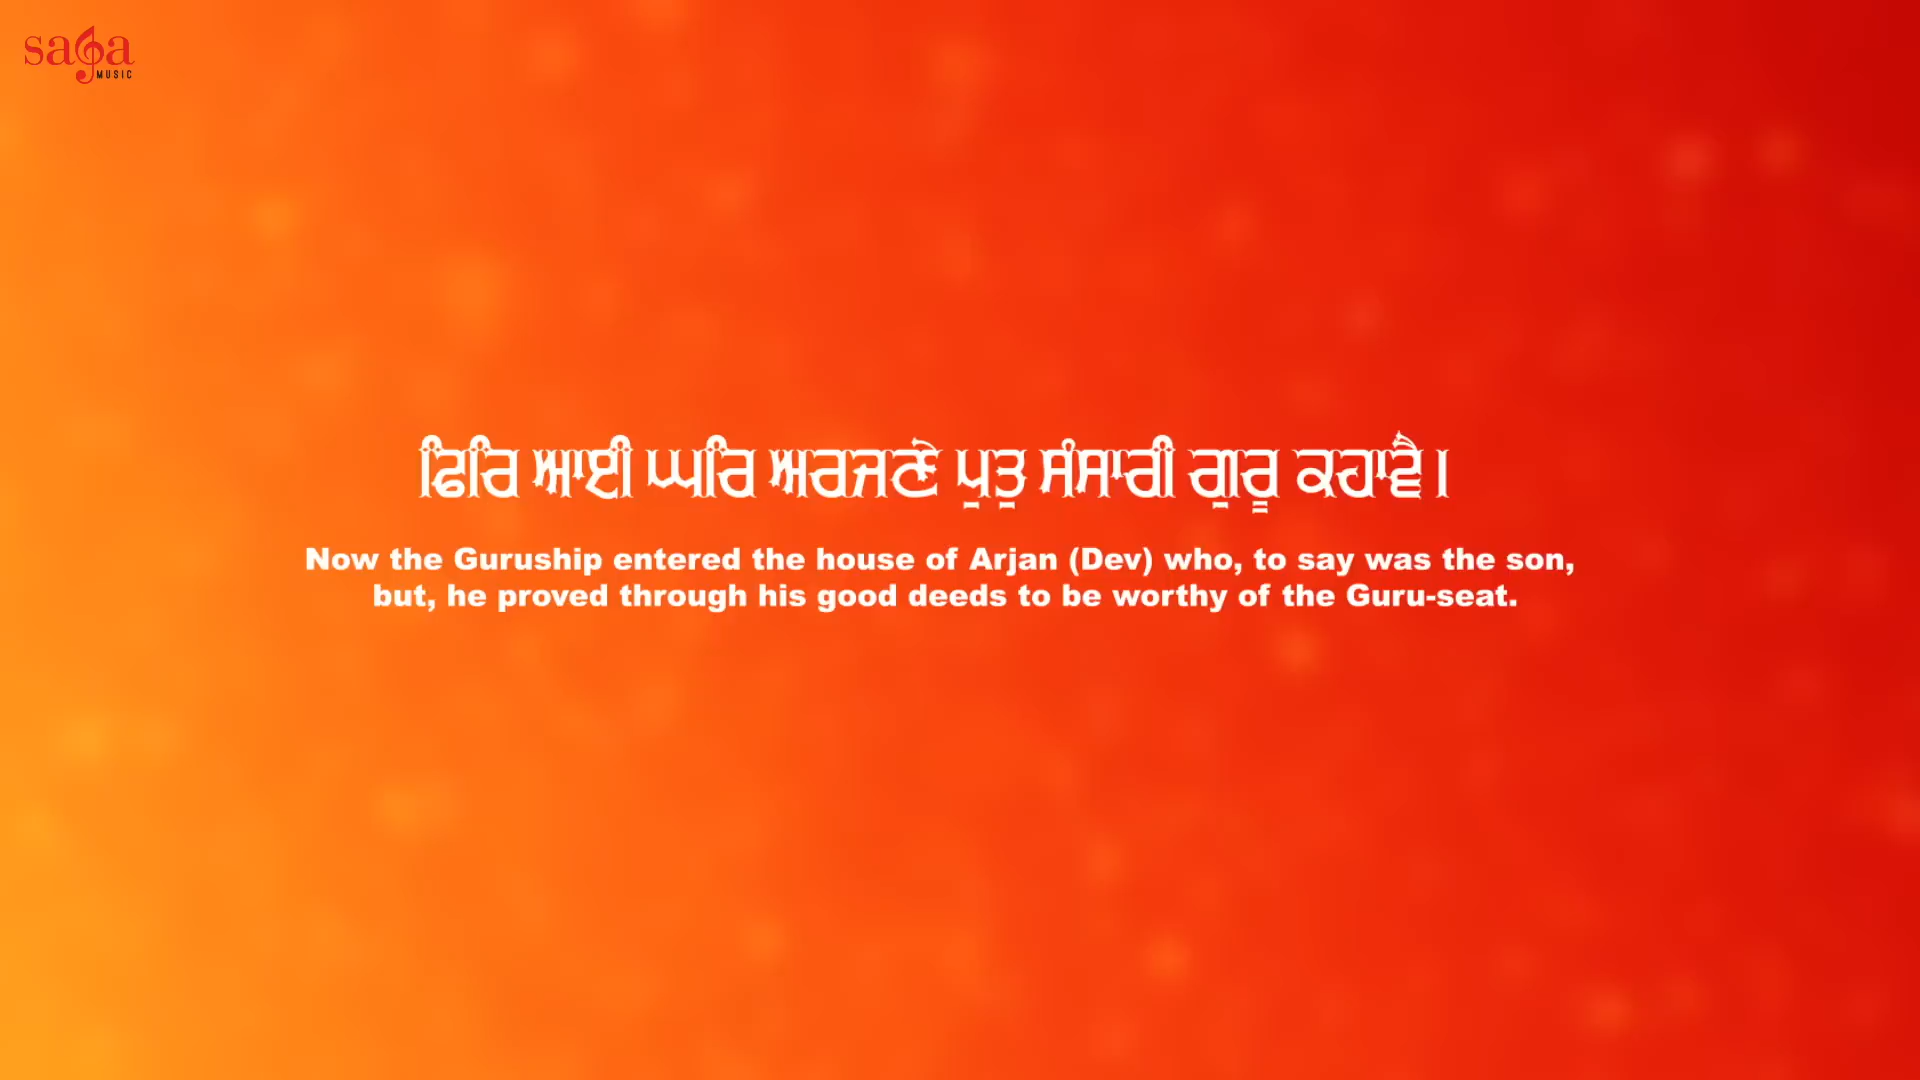 saga
MUSIC
ਫਿਰਿ ਆਈ ਘਰਿ ਅਰਜਣੇ ਪੁਤੁ ਸੰਸਾਰੀ ਗੁਰੂ ਕਹਾਵੈ।
Now the Guruship entered the house of Arjan (Dev) who, to say was the son,
but, he proved through his good deeds to be worthy of the Guru-seat.